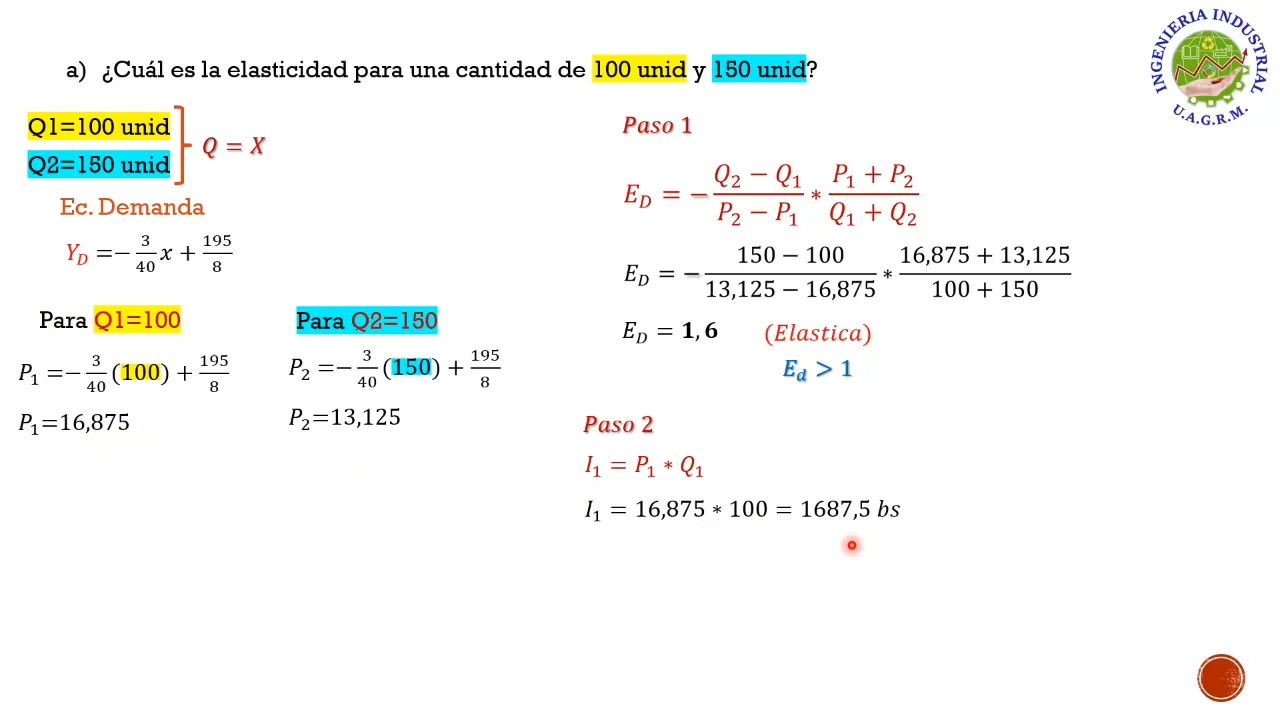 a) ¿Cuál es la elasticidad para una cantidad de 100 unid y 150 unid?
INGENIERIA INDUSTRIAL
U.A.G.R.M.
Q1=100 unid
Q2=150 unid
Q = X
Ec. Demanda
Y_D =− 3/40 x + 195/8
Para Q1=100
P_1 =− 3/40 (100) + 195/8
P_1=16,875
Para Q2=150
P_2 =− 3/40 (150) + 195/8
P_2=13,125
Paso 1
E_D = − (Q_2 − Q_1)/(P_2 − P_1) ∗ (P_1 + P_2)/(Q_1 + Q_2)
E_D = − (150 − 100)/(13,125 − 16,875) ∗ (16,875 + 13,125)/(100 + 150)
E_D = 1,6 (Elastica)
E_d > 1
Paso 2
I_1 = P_1 ∗ Q_1
I_1 = 16,875 ∗ 100 = 1687,5 bs